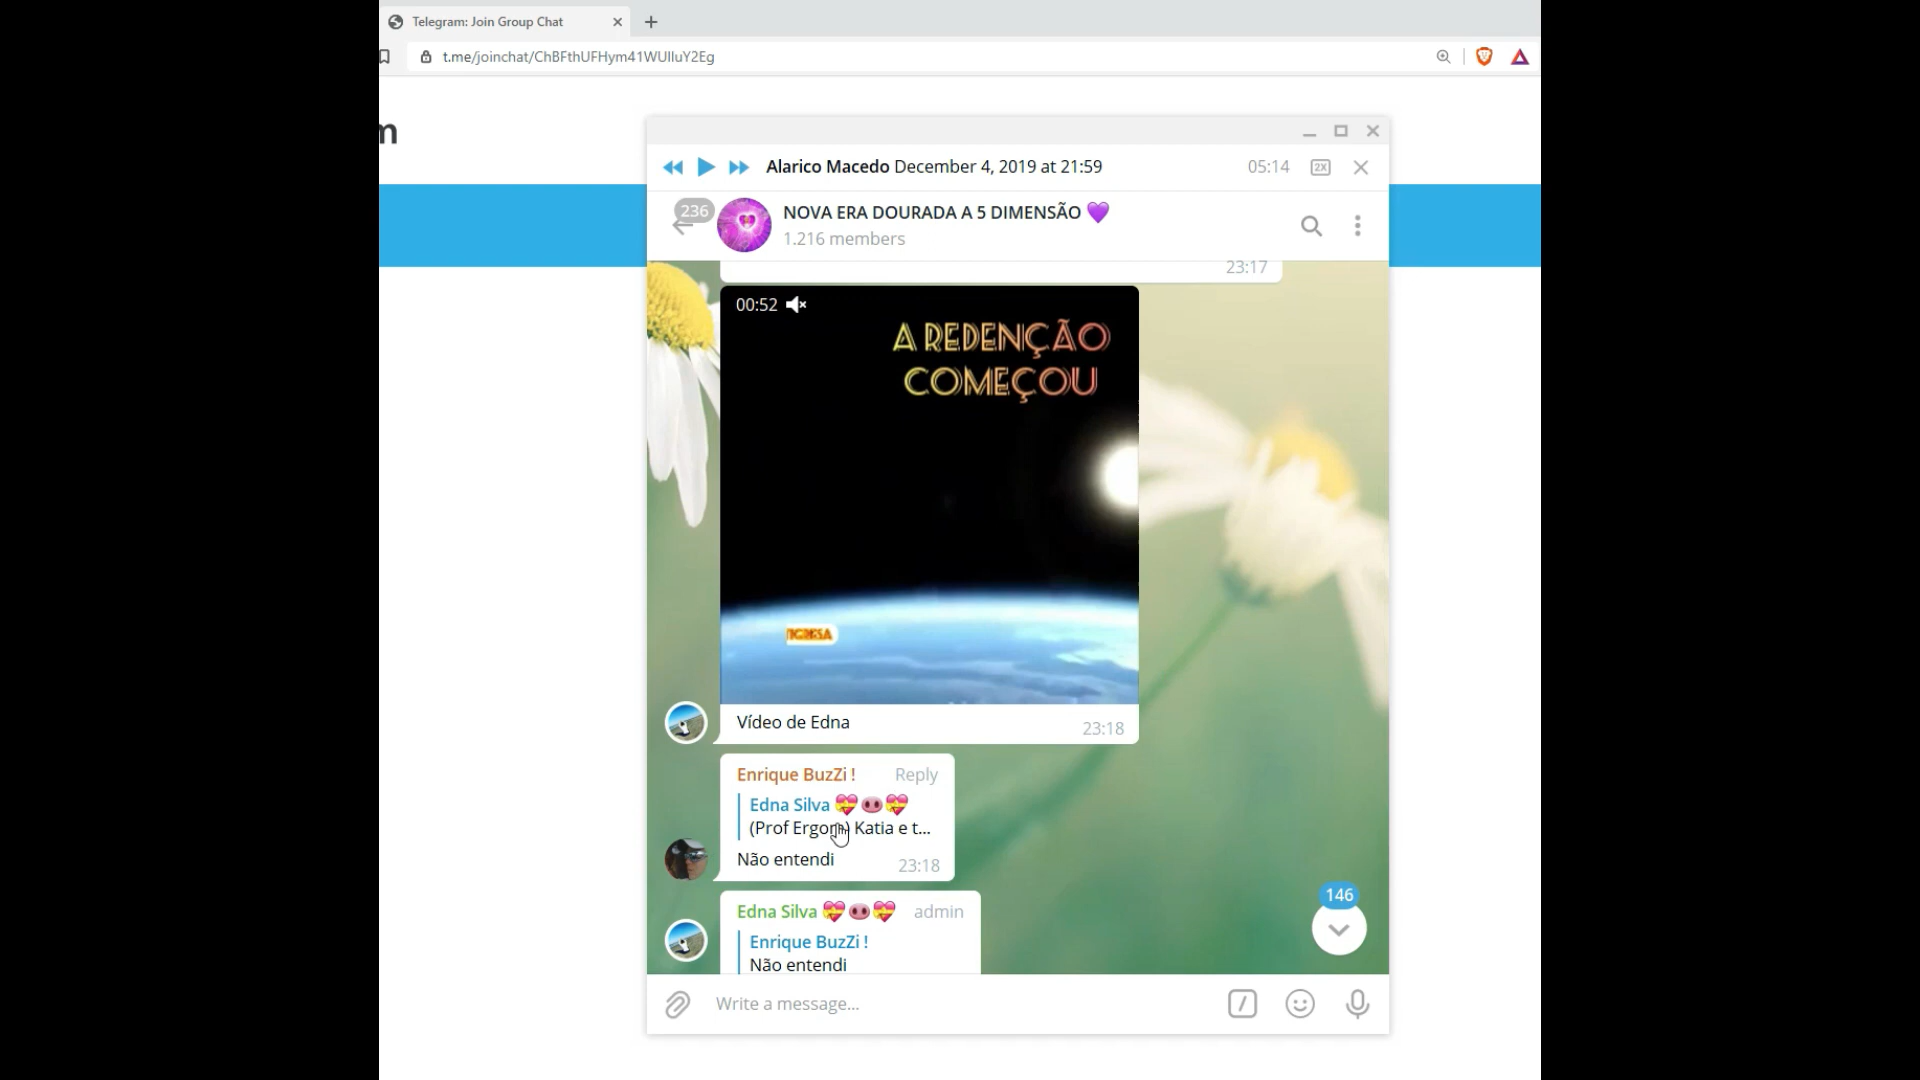 Telegram: Join Group Chat
t.me/joinchat/ChBFthUFHym41WUlluY2Eg
m
Alarico Macedo December 4, 2019 at 21:59
05:14
2X
236
NOVA ERA DOURADA A 5 DIMENSÃO 💜
1.216 members
23:17
00:52
A REDENÇÃO
COMEÇOU
Vídeo de Edna
23:18
Enrique BuzZi !
Reply
Edna Silva 💝🐽💝
(Prof Ergom) Katia e t...
Não entendi
23:18
Edna Silva 💝🐽💝
admin
Enrique BuzZi !
Não entendi
146
Write a message...